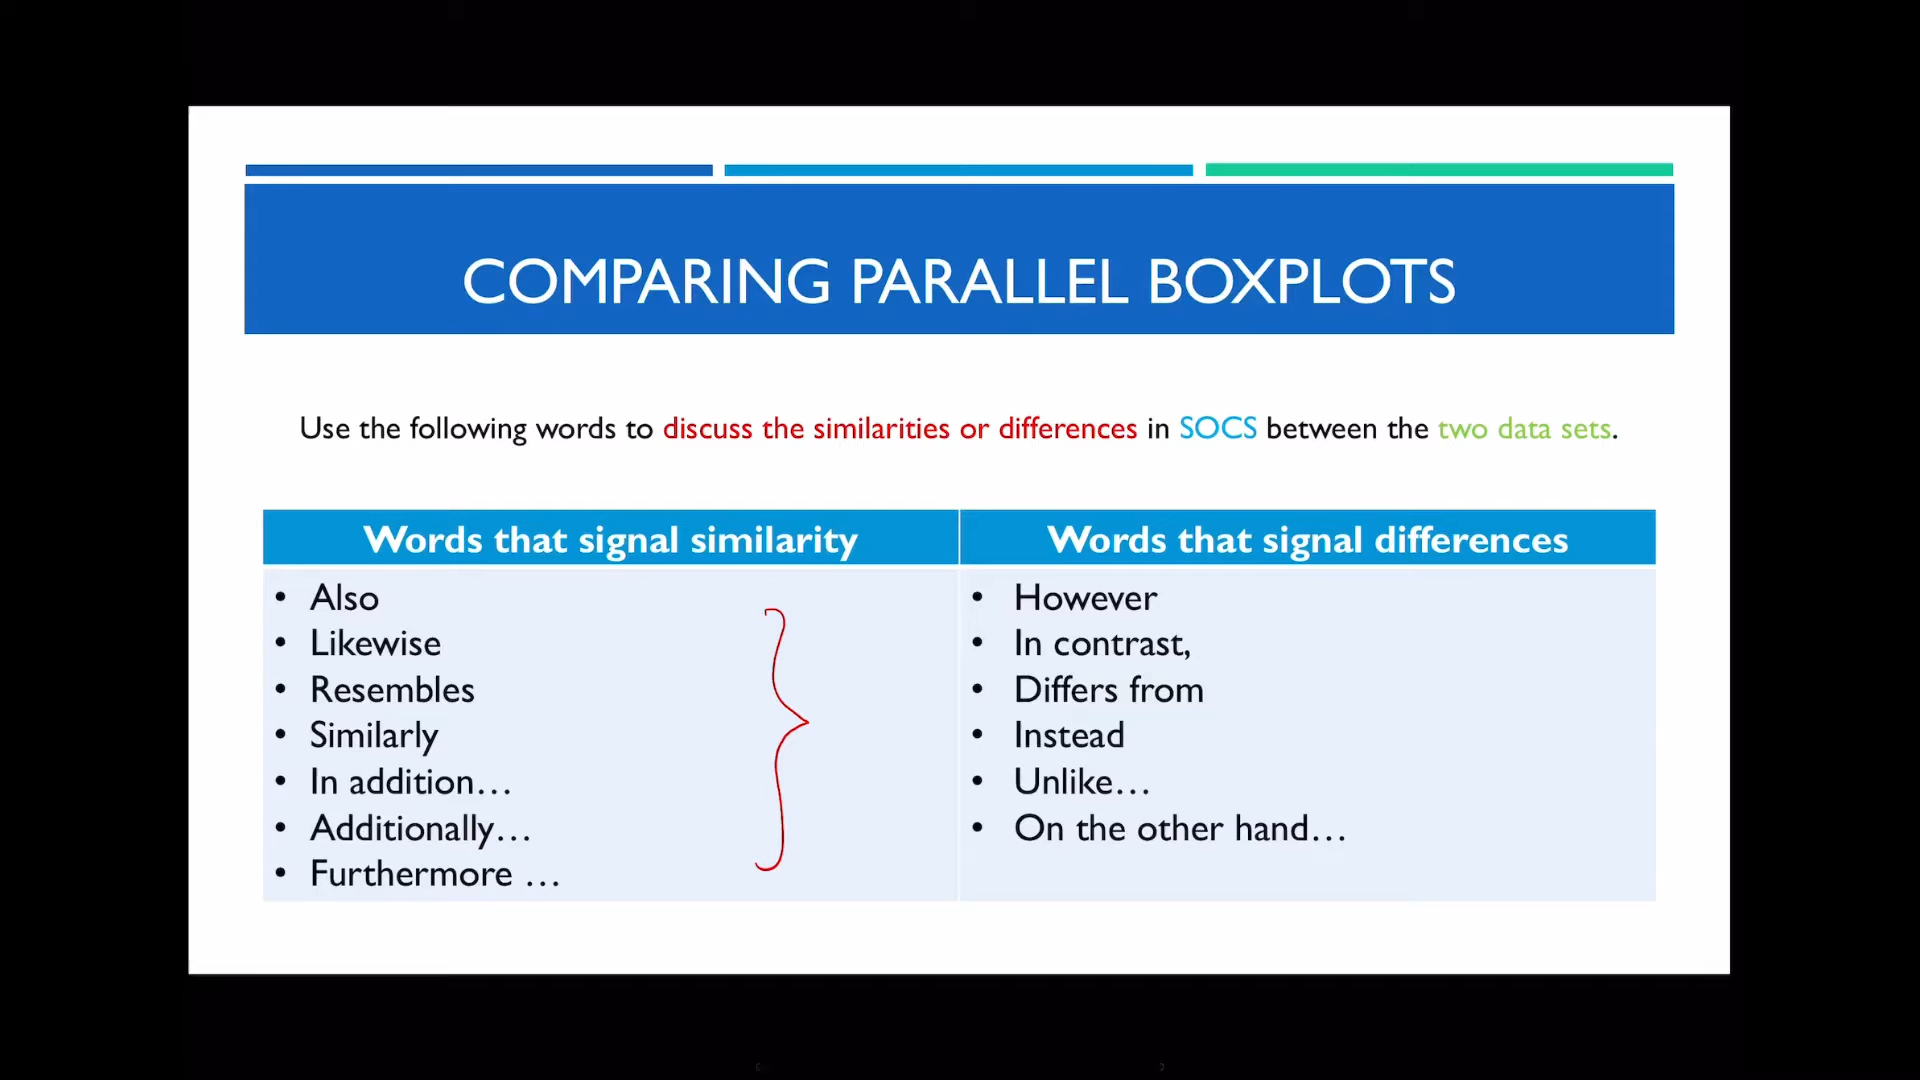 COMPARING PARALLEL BOXPLOTS
Use the following words to discuss the similarities or differences in SOCS between the two data sets.
Words that signal similarity
• Also
• Likewise
• Resembles
• Similarly
• In addition…
• Additionally…
• Furthermore …
Words that signal differences
• However
• In contrast,
• Differs from
• Instead
• Unlike…
• On the other hand…